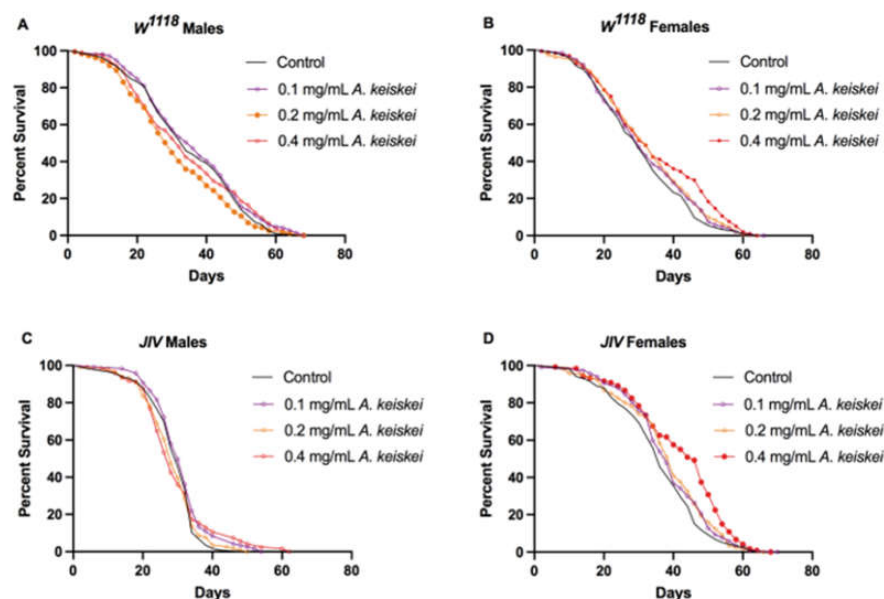 A
W1118 Males
Percent Survival
100
80
60
40
20
0
0 20 40 60 80
Days
Control
0.1 mg/mL A. keiskei
0.2 mg/mL A. keiskei
0.4 mg/mL A. keiskei
B
W1118 Females
Percent Survival
100
80
60
40
20
0
0 20 40 60 80
Days
Control
0.1 mg/mL A. keiskei
0.2 mg/mL A. keiskei
0.4 mg/mL A. keiskei
C
JIV Males
Percent Survival
100
80
60
40
20
0
0 20 40 60 80
Days
Control
0.1 mg/mL A. keiskei
0.2 mg/mL A. keiskei
0.4 mg/mL A. keiskei
D
JIV Females
Percent Survival
100
80
60
40
20
0
0 20 40 60 80
Days
Control
0.1 mg/mL A. keiskei
0.2 mg/mL A. keiskei
0.4 mg/mL A. keiskei